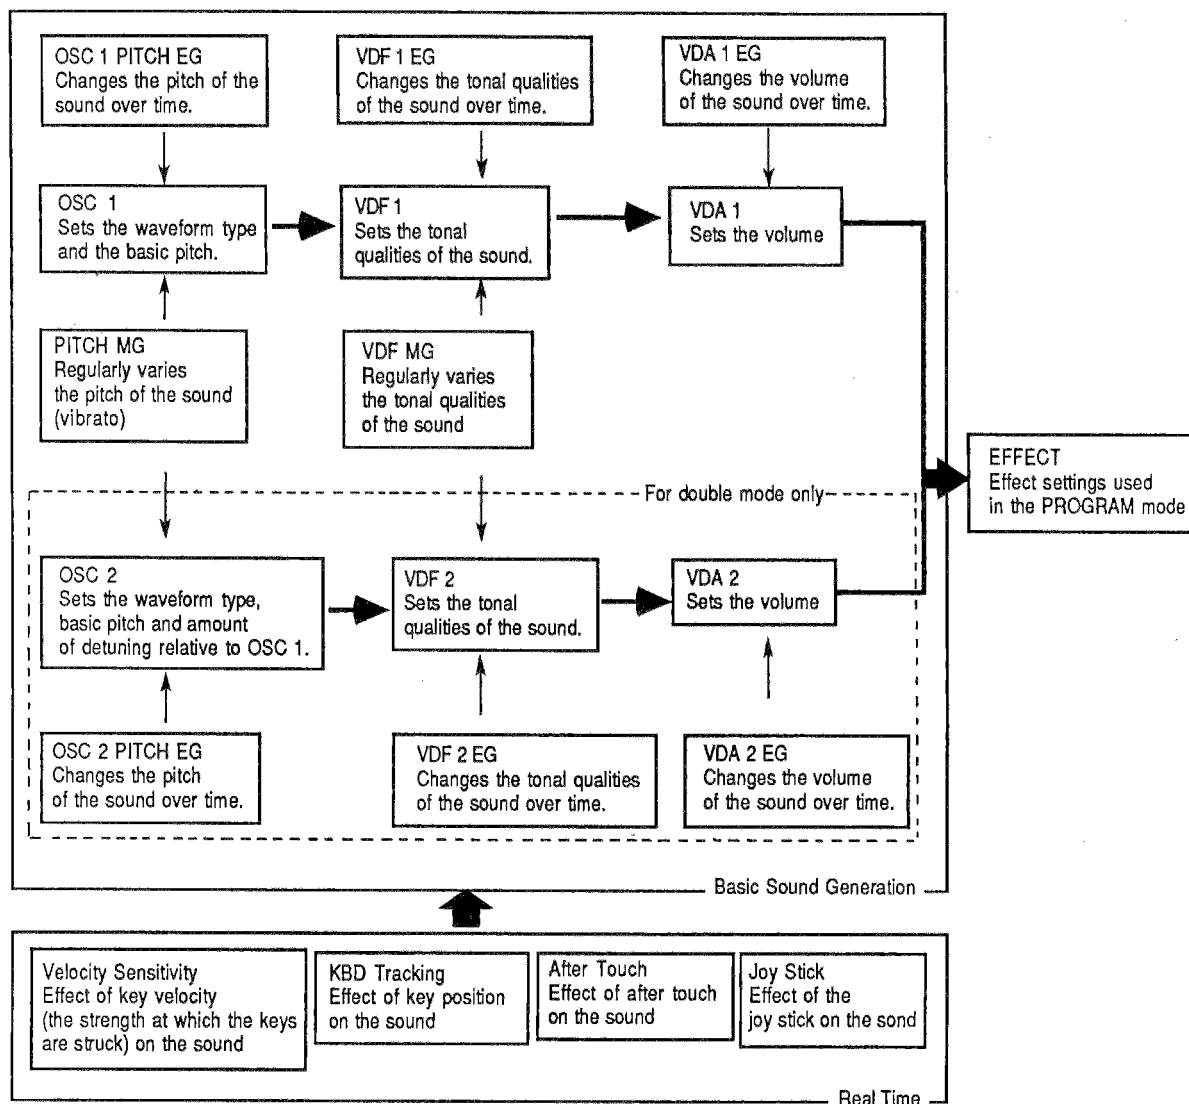 OSC 1 PITCH EG
Changes the pitch of the
sound over time.
VDF 1 EG
Changes the tonal qualities
of the sound over time.
VDA 1 EG
Changes the volume
of the sound over time.
OSC 1
Sets the waveform type
and the basic pitch.
VDF 1
Sets the tonal
qualities of the sound.
VDA 1
Sets the volume
PITCH MG
Regularly varies
the pitch of the sound
(vibrato)
VDF MG
Regularly varies
the tonal qualities
of the sound
EFFECT
Effect settings used
in the PROGRAM mode
For double mode only
OSC 2
Sets the waveform type,
basic pitch and amount
of detuning relative to OSC 1.
VDF 2
Sets the tonal
qualities of the sound.
VDA 2
Sets the volume
OSC 2 PITCH EG
Changes the pitch
of the sound over time.
VDF 2 EG
Changes the tonal qualities
of the sound over time.
VDA 2 EG
Changes the volume
of the sound over time.
Basic Sound Generation
Velocity Sensitivity
Effect of key velocity
(the strength at which the keys
are struck) on the sound
KBD Tracking
Effect of key position
on the sound
After Touch
Effect of after touch
on the sound
Joy Stick
Effect of the
joy stick on the sond
Real Time